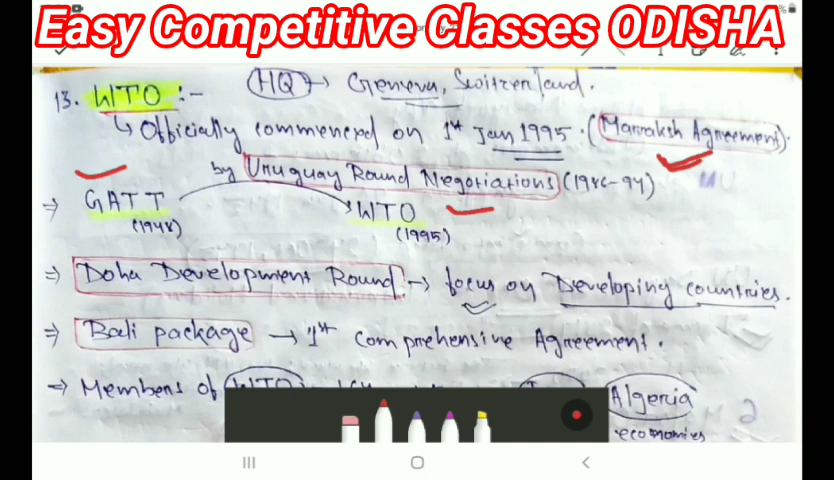 Easy Competitive Classes ODISHA
13. WTO :- HQ → Geneva, Switzerland.
↳ Officially commenced on 1st Jan 1995. (Marraksh Agreement).
by Uruguay Round Negotiations (1986-94)
⇒ GATT (1948) → WTO (1995)
⇒ Doha Development Round → focus on Developing countries.
⇒ Bali package → 1st comprehensive Agreement.
⇒ Members of WTO
Algeria
economies